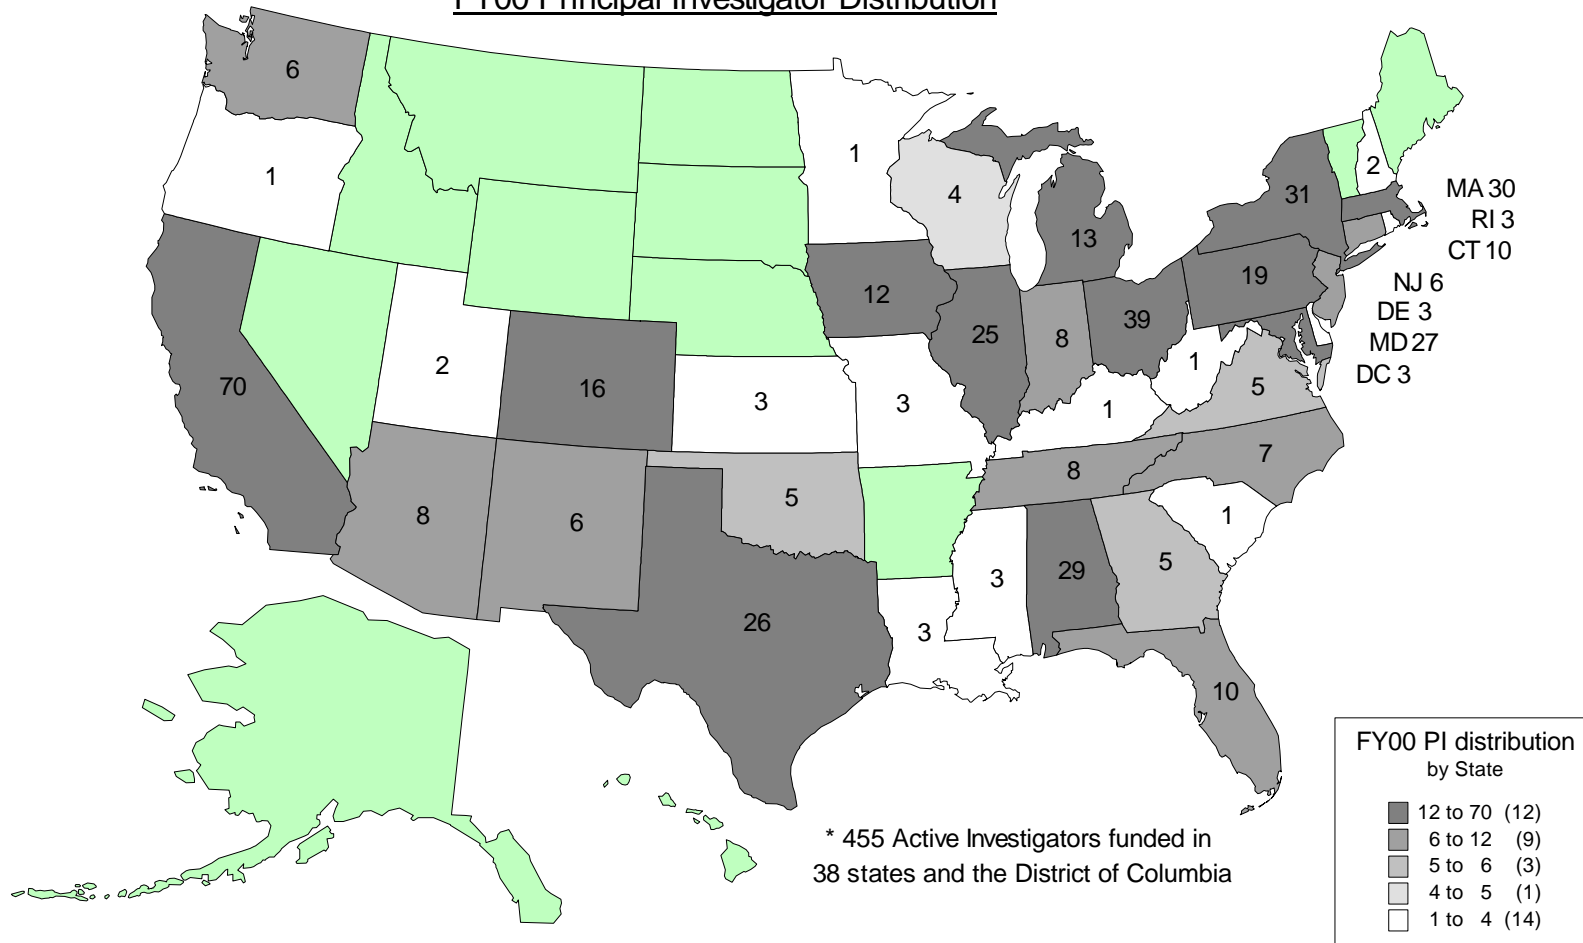 FY00 Principal Investigator Distribution
6
1
1
4
13
31
2
MA 30
RI 3
CT 10
NJ 6
DE 3
MD 27
DC 3
19
12
25
8
39
1
5
70
2
16
3
3
1
7
8
8
6
5
1
26
3
3
29
5
10
* 455 Active Investigators funded in
38 states and the District of Columbia
FY00 PI distribution
by State
12 to 70 (12)
6 to 12 (9)
5 to 6 (3)
4 to 5 (1)
1 to 4 (14)